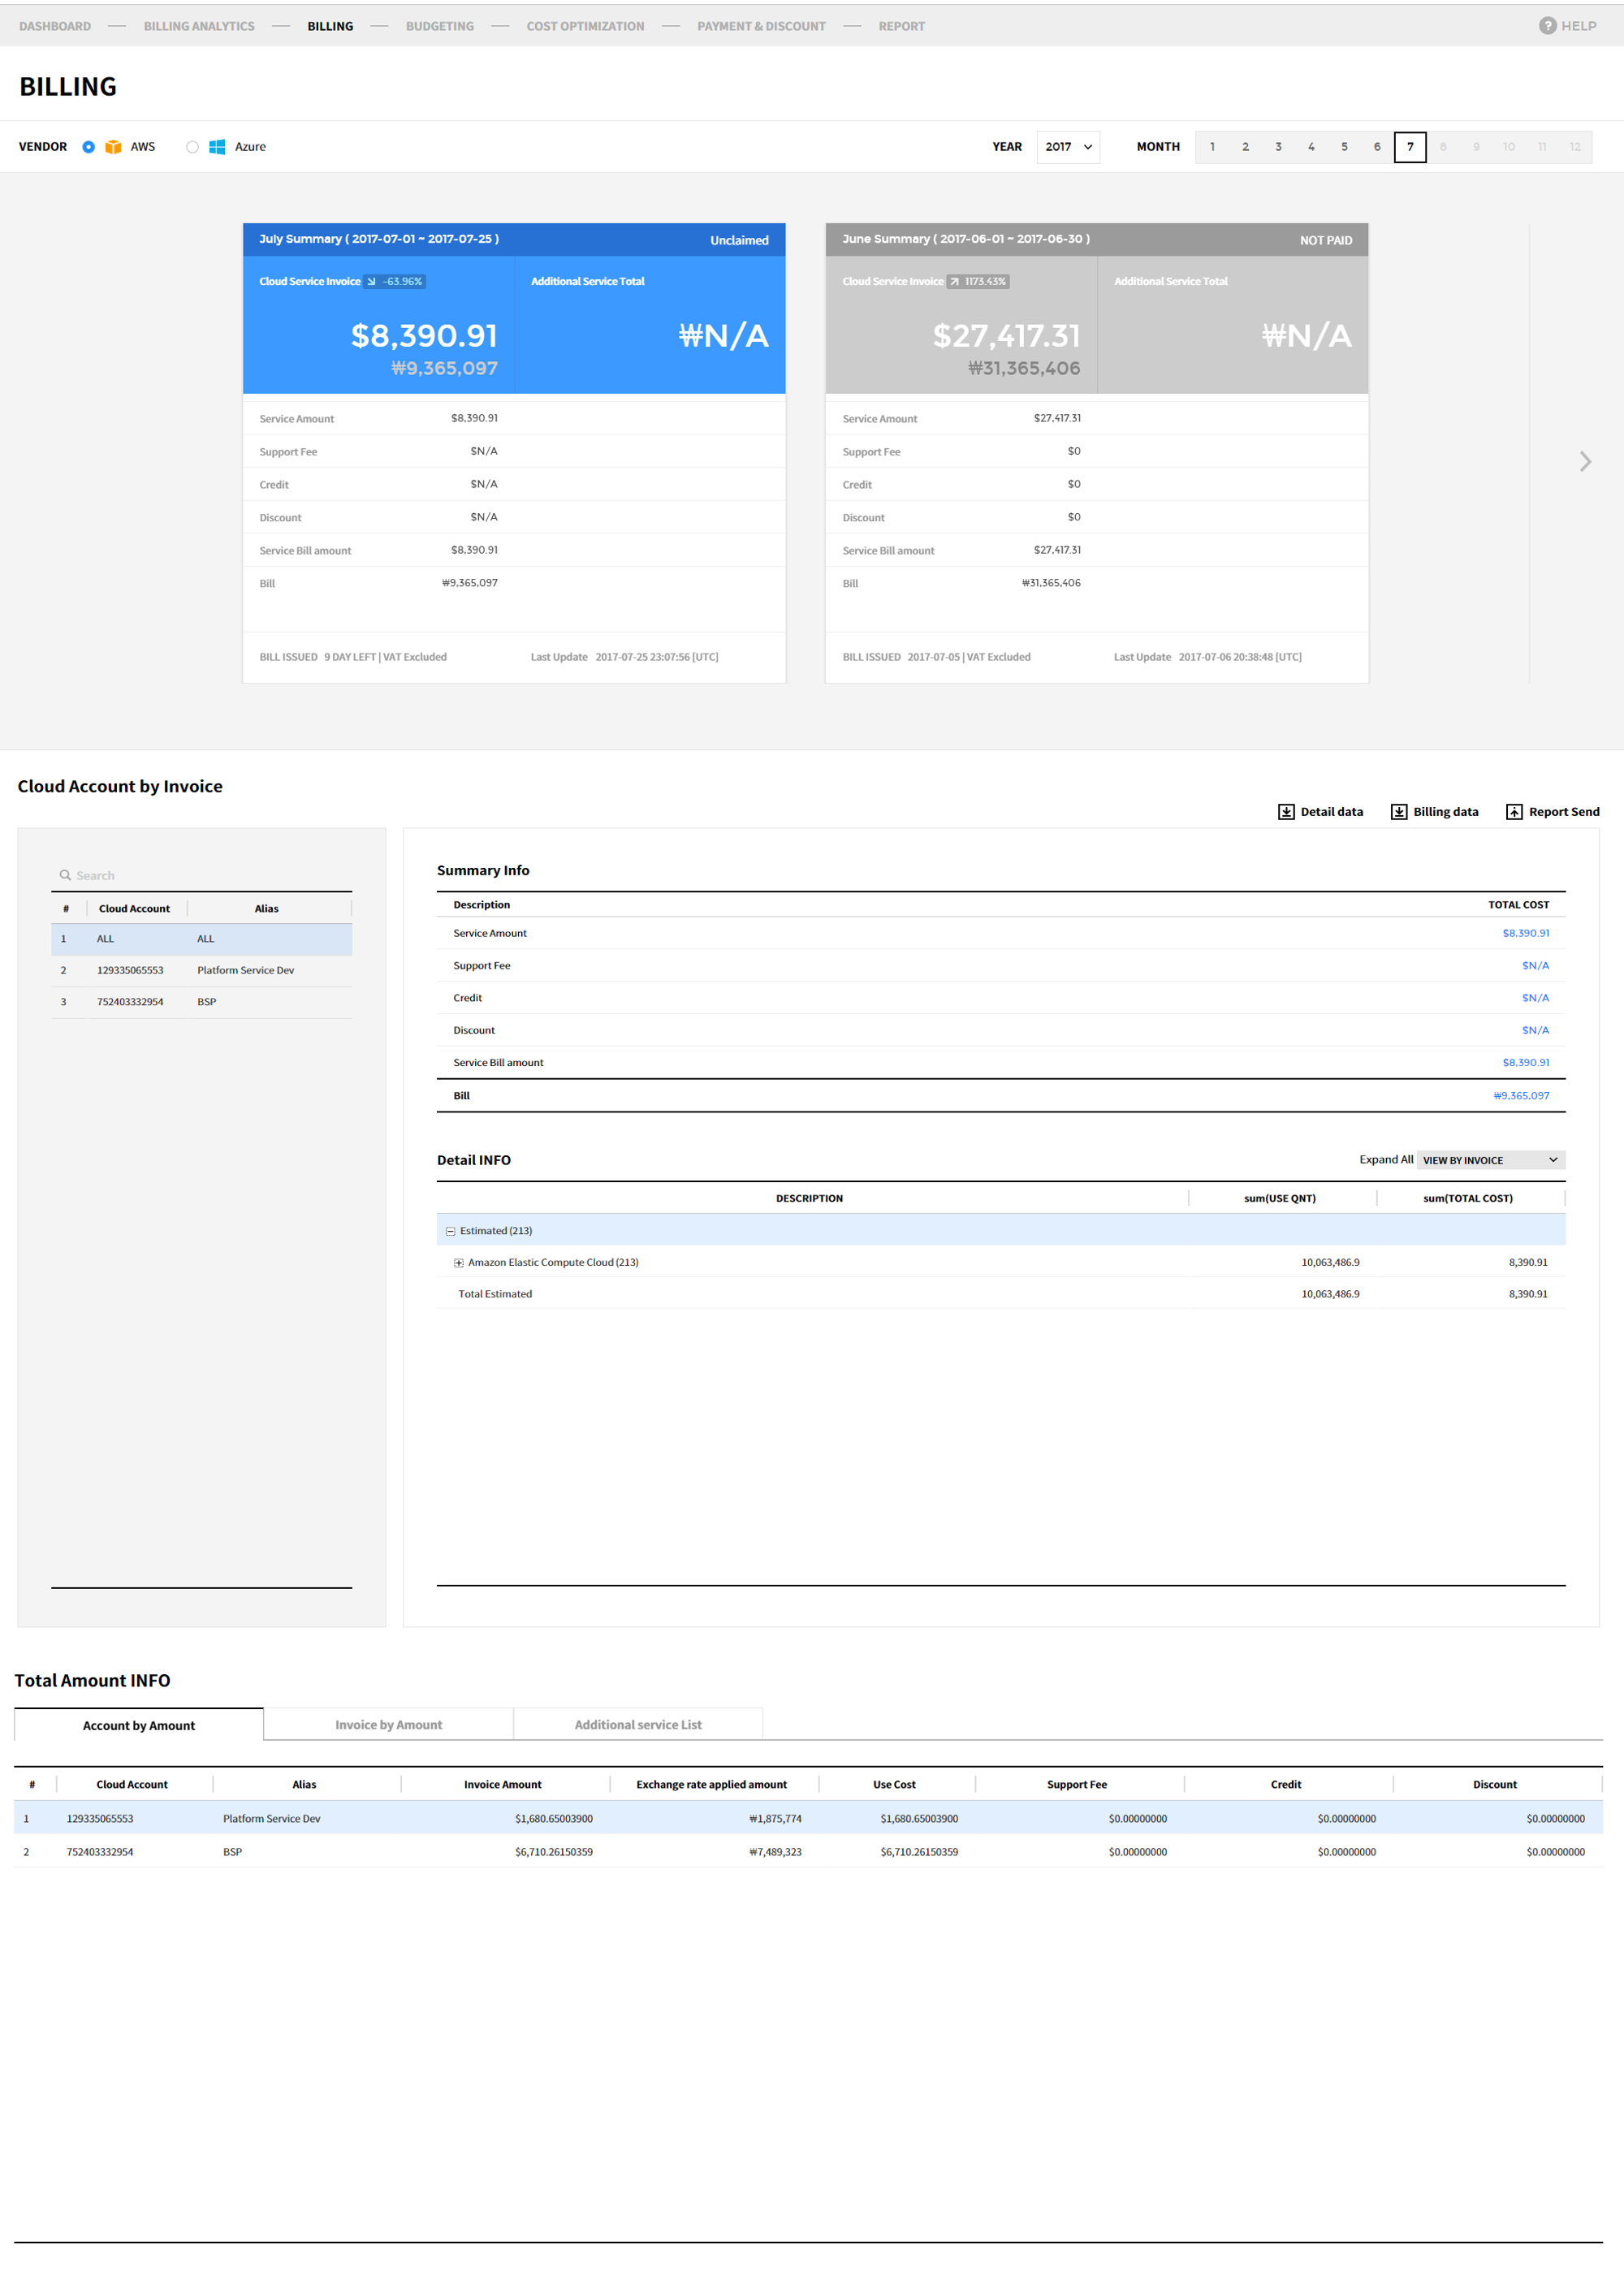 DASHBOARD — BILLING ANALYTICS — BILLING — BUDGETING — COST OPTIMIZATION — PAYMENT & DISCOUNT — REPORT ? HELP
BILLING
VENDOR AWS Azure YEAR 2017 MONTH 1 2 3 4 5 6 7 8 9 10 11 12
July Summary ( 2017-07-01 ~ 2017-07-25 ) Unclaimed
Cloud Service Invoice -63.96% Additional Service Total
$8,390.91 ₩N/A
₩9,365,097
Service Amount $8,390.91
Support Fee $N/A
Credit $N/A
Discount $N/A
Service Bill amount $8,390.91
Bill ₩9,365,097
BILL ISSUED 9 DAY LEFT | VAT Excluded Last Update 2017-07-25 23:07:56 [UTC]
June Summary ( 2017-06-01 ~ 2017-06-30 ) NOT PAID
Cloud Service Invoice 1173.43% Additional Service Total
$27,417.31 ₩N/A
₩31,365,406
Service Amount $27,417.31
Support Fee $0
Credit $0
Discount $0
Service Bill amount $27,417.31
Bill ₩31,365,406
BILL ISSUED 2017-07-05 | VAT Excluded Last Update 2017-07-06 20:38:48 [UTC]
Cloud Account by Invoice
Detail data Billing data Report Send
Search
# Cloud Account Alias
1 ALL ALL
2 129335065553 Platform Service Dev
3 752403332954 BSP
Summary Info
Description TOTAL COST
Service Amount $8,390.91
Support Fee $N/A
Credit $N/A
Discount $N/A
Service Bill amount $8,390.91
Bill ₩9,365,097
Detail INFO Expand All VIEW BY INVOICE
DESCRIPTION sum(USE QNT) sum(TOTAL COST)
Estimated (213)
Amazon Elastic Compute Cloud (213) 10,063,486.9 8,390.91
Total Estimated 10,063,486.9 8,390.91
Total Amount INFO
Account by Amount Invoice by Amount Additional service List
# Cloud Account Alias Invoice Amount Exchange rate applied amount Use Cost Support Fee Credit Discount
1 129335065553 Platform Service Dev $1,680.65003900 ₩1,875,774 $1,680.65003900 $0.00000000 $0.00000000 $0.00000000
2 752403332954 BSP $6,710.26150359 ₩7,489,323 $6,710.26150359 $0.00000000 $0.00000000 $0.00000000